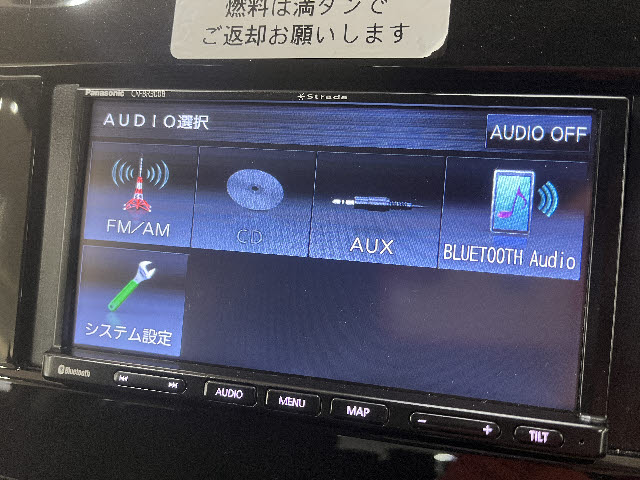 燃料は満タンで
ご返却お願いします
Panasonic
Strada
AUDIO選択
AUDIO OFF
FM/AM
CD
AUX
BLUETOOTH Audio
システム設定
Bluetooth
AUDIO
MENU
MAP
- +
TILT